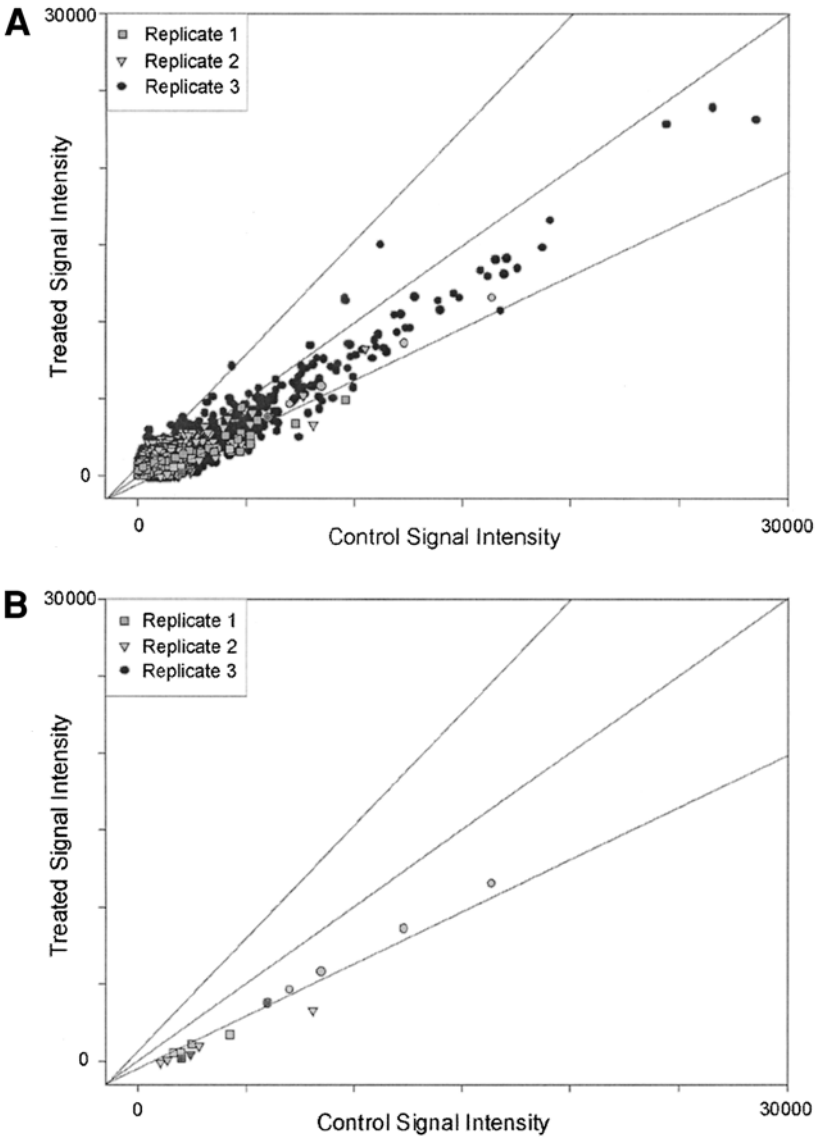 A
30000
Replicate 1
Replicate 2
Replicate 3
Treated Signal Intensity
0
0
30000
Control Signal Intensity
B
30000
Replicate 1
Replicate 2
Replicate 3
Treated Signal Intensity
0
0
30000
Control Signal Intensity